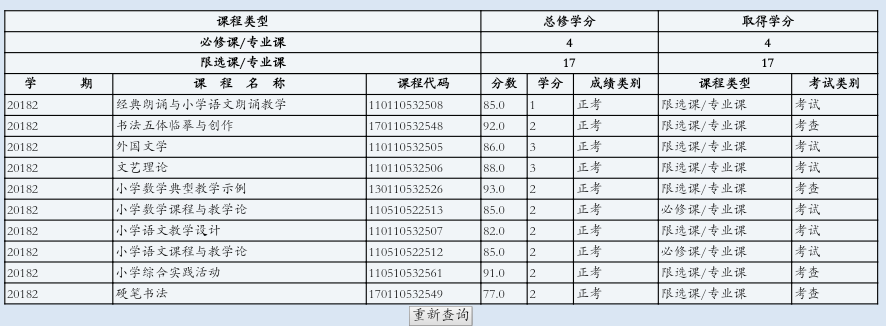 课程类型 总修学分 取得学分
必修课/专业课 4 4
限选课/专业课 17 17
学 期 课 程 名 称 课程代码 分数 学分 成绩类别 课程类型 考试类别
20182 经典朗诵与小学语文朗诵教学 110110532508 85.0 1 正考 限选课/专业课 考试
20182 书法五体临摹与创作 170110532548 92.0 2 正考 限选课/专业课 考查
20182 外国文学 110110532505 86.0 3 正考 限选课/专业课 考试
20182 文艺理论 110110532506 88.0 3 正考 限选课/专业课 考试
20182 小学数学典型教学示例 130110532526 93.0 2 正考 限选课/专业课 考查
20182 小学数学课程与教学论 110510522513 85.0 2 正考 必修课/专业课 考试
20182 小学语文教学设计 110110532507 82.0 2 正考 限选课/专业课 考试
20182 小学语文课程与教学论 110510522512 85.0 2 正考 必修课/专业课 考试
20182 小学综合实践活动 110510532561 91.0 2 正考 限选课/专业课 考查
20182 硬笔书法 170110532549 77.0 2 正考 限选课/专业课 考查
重新查询